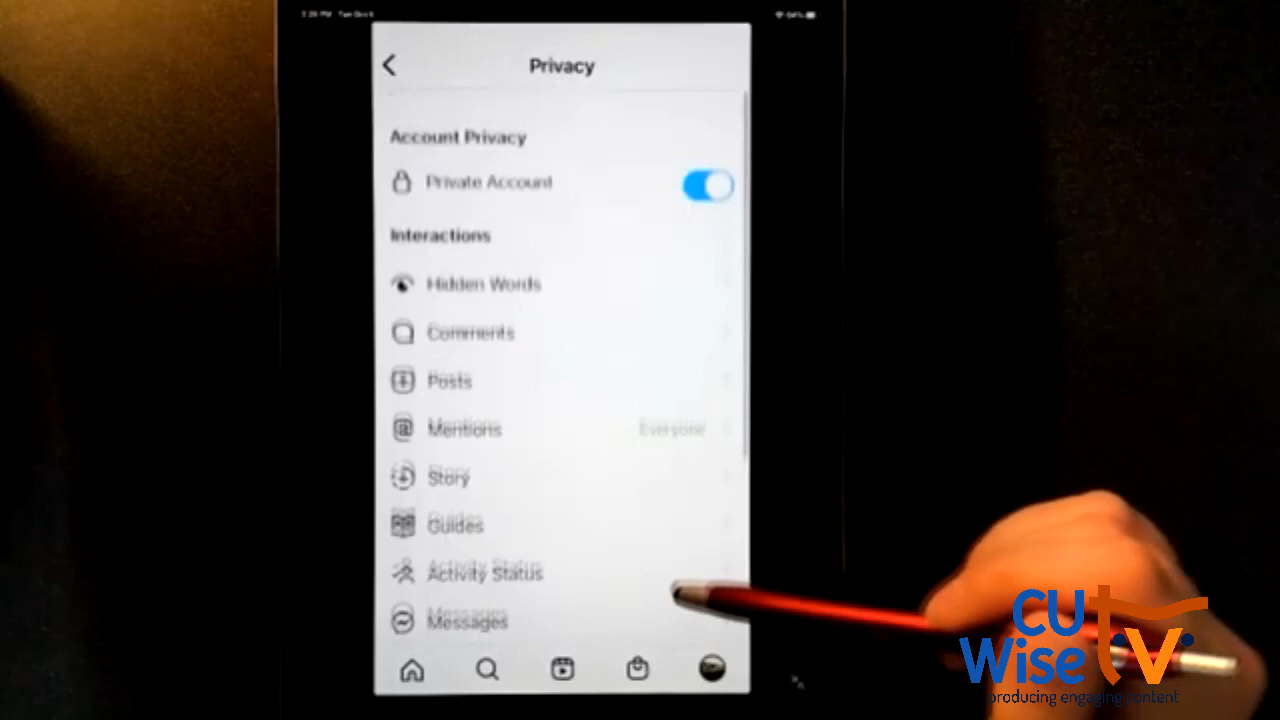 Privacy
Account Privacy
Private Account
Interactions
Hidden Words
Comments
Posts
Mentions Everyone
Story
Guides
Activity Status
Messages
CU
Wise tv
producing engaging content